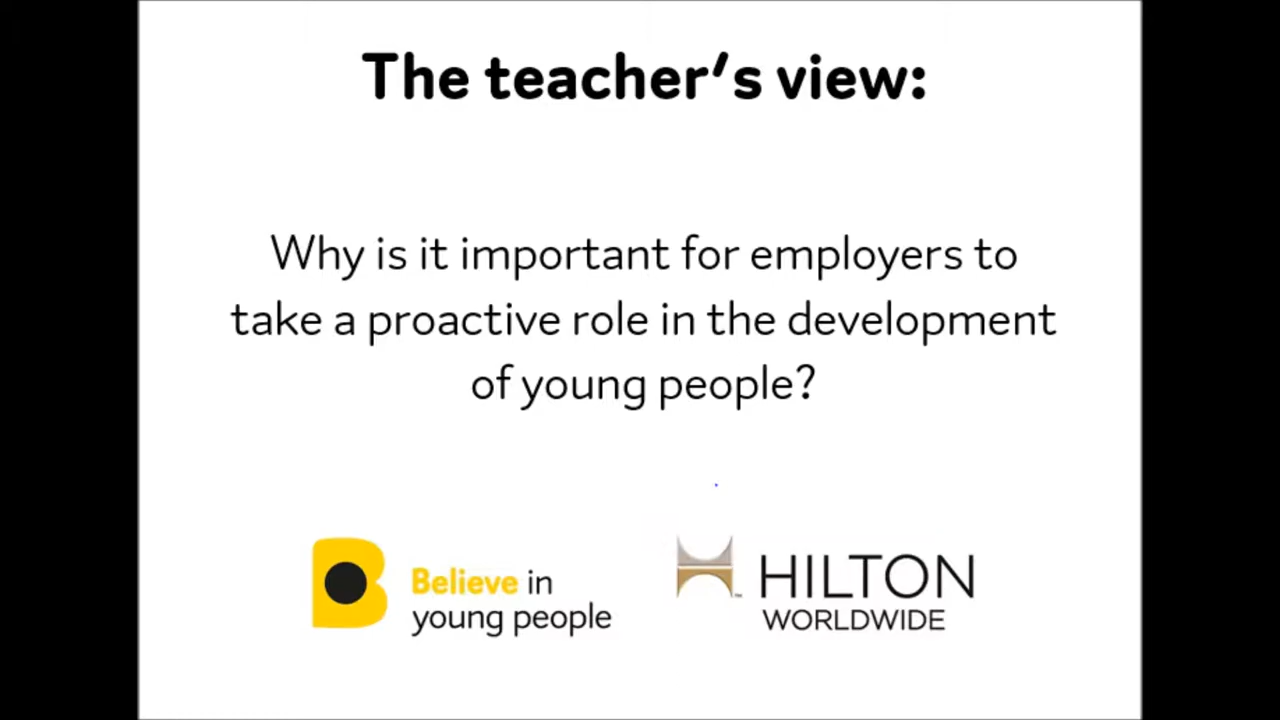 The teacher's view:
Why is it important for employers to
take a proactive role in the development
of young people?
Believe in
young people
HILTON
WORLDWIDE